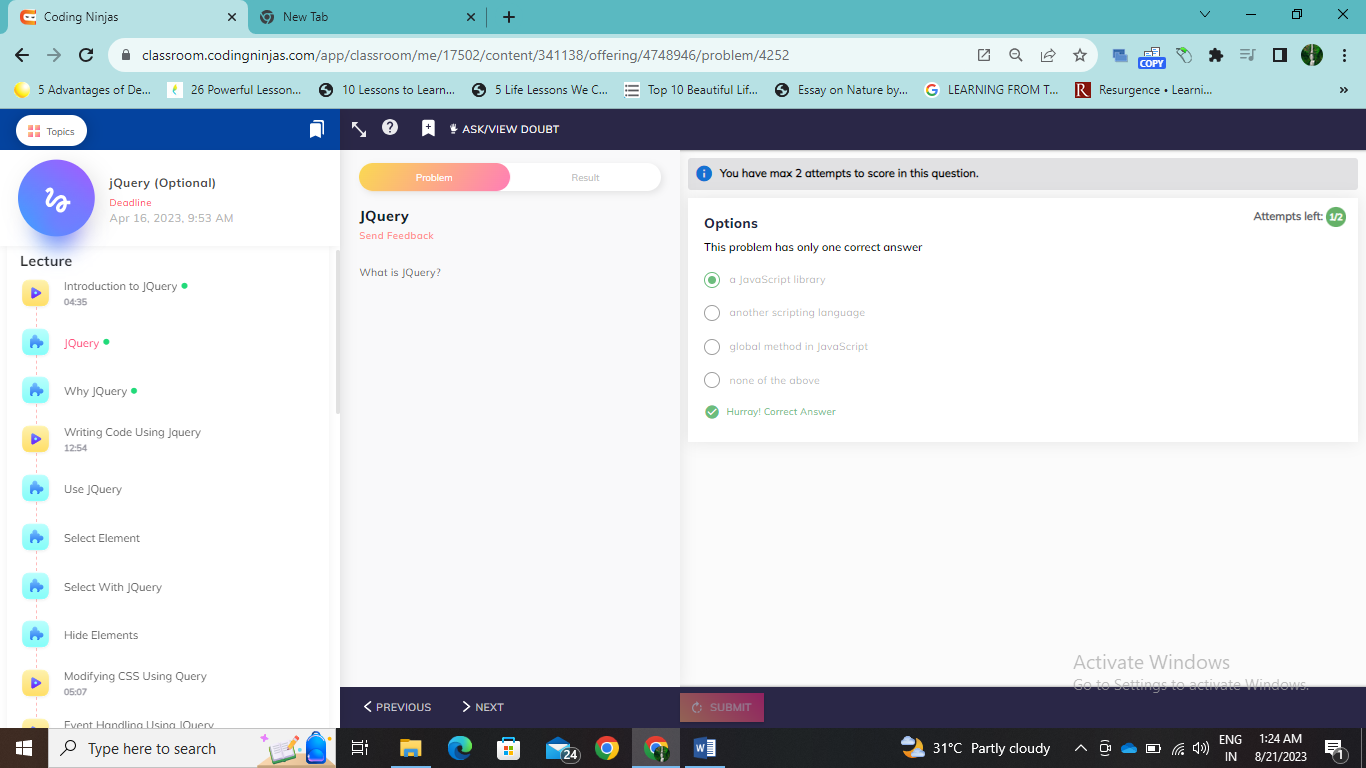 Coding Ninjas
New Tab
classroom.codingninjas.com/app/classroom/me/17502/content/341138/offering/4748946/problem/4252
COPY
5 Advantages of De...
26 Powerful Lesson...
10 Lessons to Learn...
5 Life Lessons We C...
Top 10 Beautiful Lif...
Essay on Nature by...
LEARNING FROM T...
Resurgence • Learni...
»
Topics
ASK/VIEW DOUBT
jQuery (Optional)
Deadline
Apr 16, 2023, 9:53 AM
Lecture
Introduction to JQuery
04:35
JQuery
Why JQuery
Writing Code Using Jquery
12:54
Use JQuery
Select Element
Select With JQuery
Hide Elements
Modifying CSS Using Query
05:07
Event Handling Using JQuery
Problem
Result
JQuery
Send Feedback
What is JQuery?
You have max 2 attempts to score in this question.
Options
Attempts left: 1/2
This problem has only one correct answer
a JavaScript library
another scripting language
global method in JavaScript
none of the above
Hurray! Correct Answer
Activate Windows
Go to Settings to activate Windows.
PREVIOUS
NEXT
SUBMIT
Type here to search
24
31°C Partly cloudy
ENG
IN
1:24 AM
8/21/2023
1